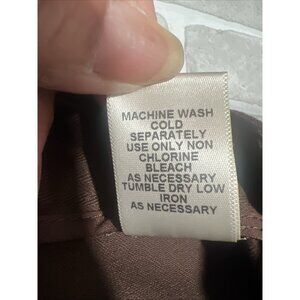 MACHINE WASH
COLD
SEPARATELY
USE ONLY NON
CHLORINE
BLEACH
AS NECESSARY
TUMBLE DRY LOW
IRON
AS NECESSARY